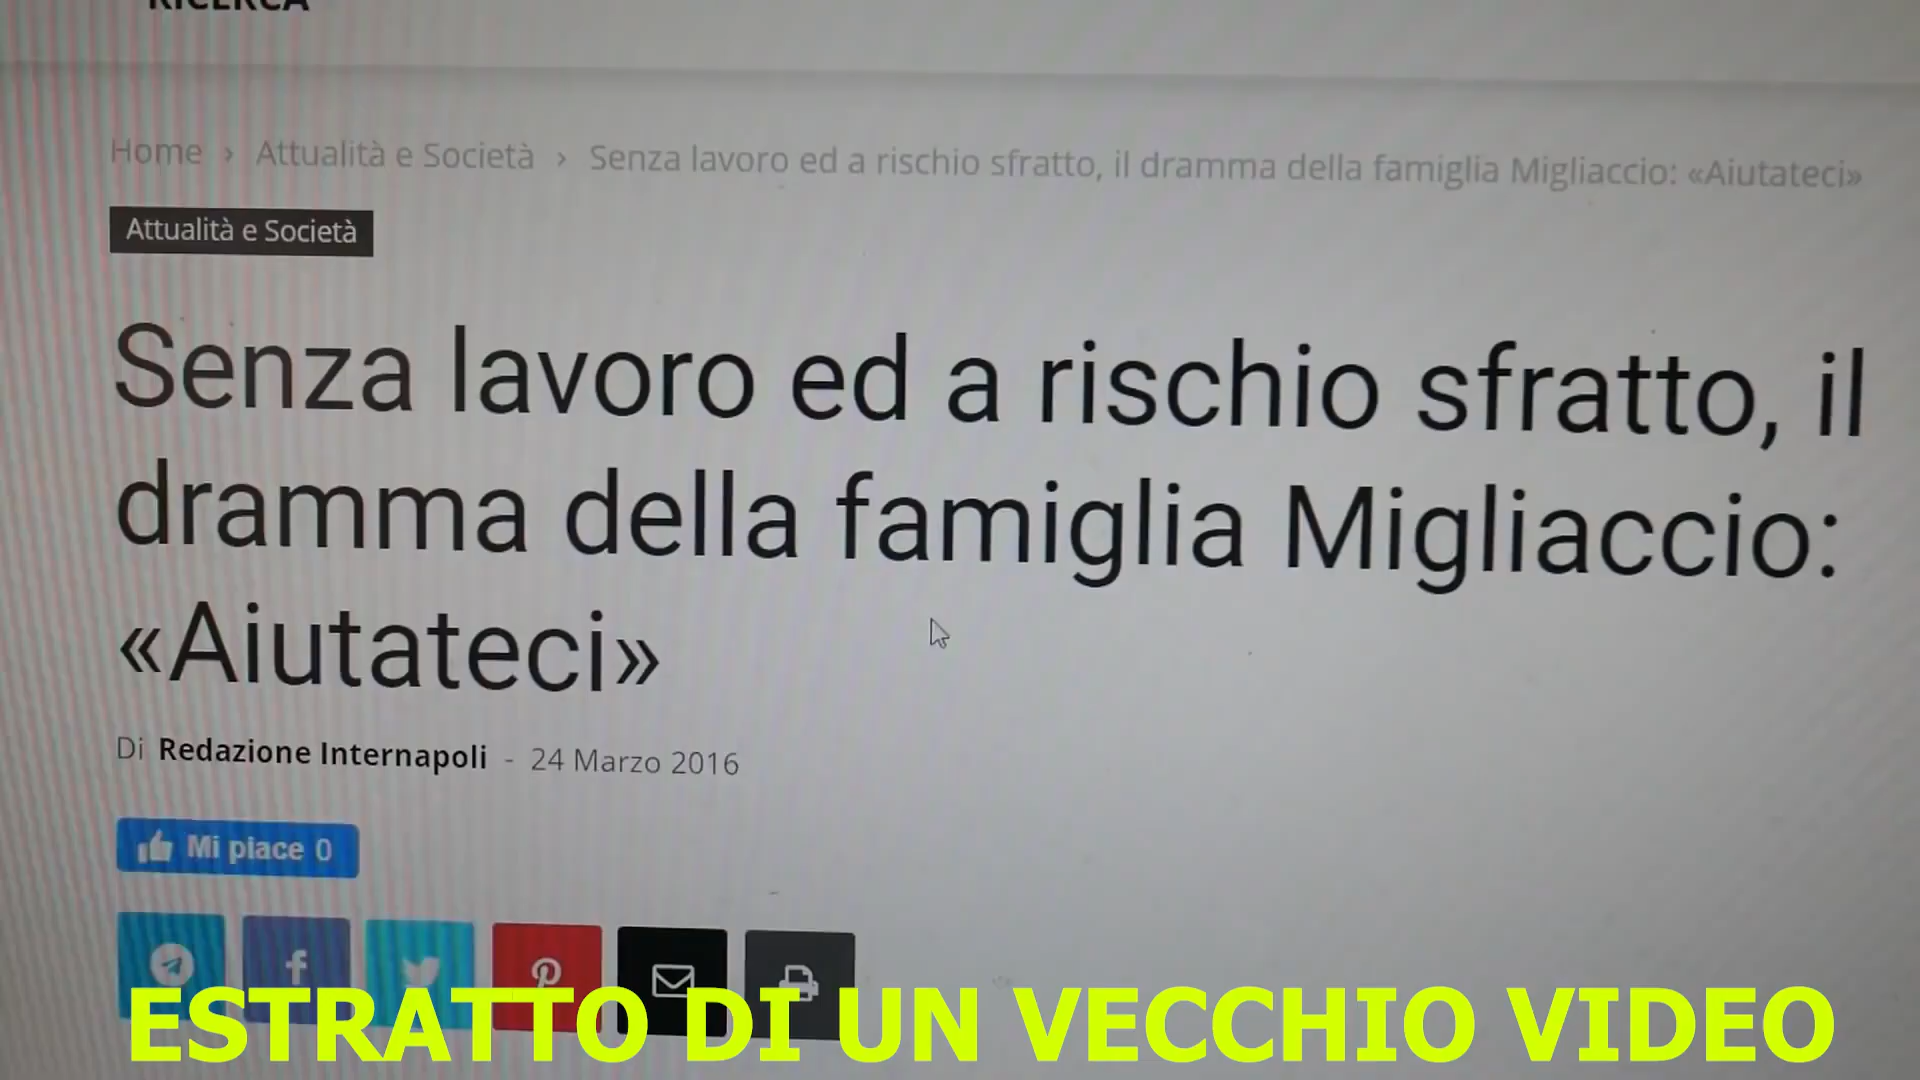 RICERCA
Home › Attualità e Società › Senza lavoro ed a rischio sfratto, il dramma della famiglia Migliaccio: «Aiutateci»
Attualità e Società
Senza lavoro ed a rischio sfratto, il
dramma della famiglia Migliaccio:
«Aiutateci»
Di Redazione Internapoli - 24 Marzo 2016
Mi piace 0
ESTRATTO DI UN VECCHIO VIDEO